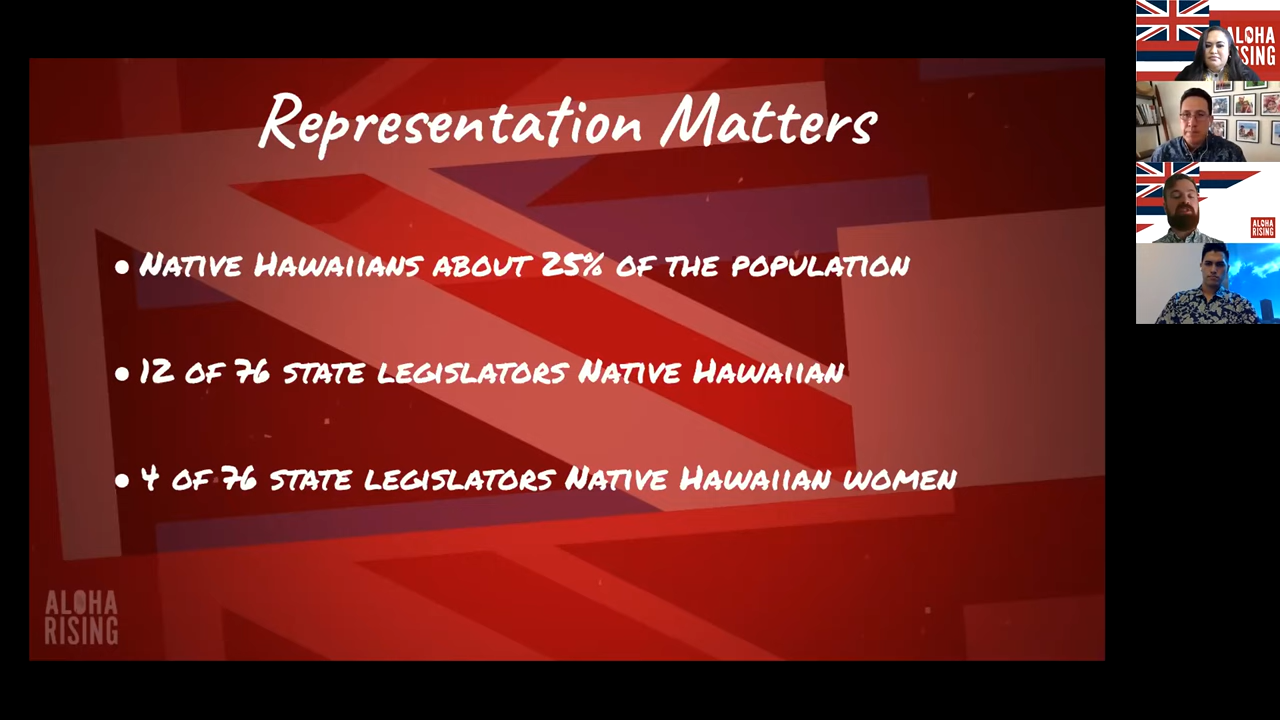 Representation Matters
• Native Hawaiians about 25% of the population
• 12 of 76 state legislators Native Hawaiian
• 4 of 76 state legislators Native Hawaiian women
ALOHA
RISING
ALOHA
RISING
ALOHA
RISING